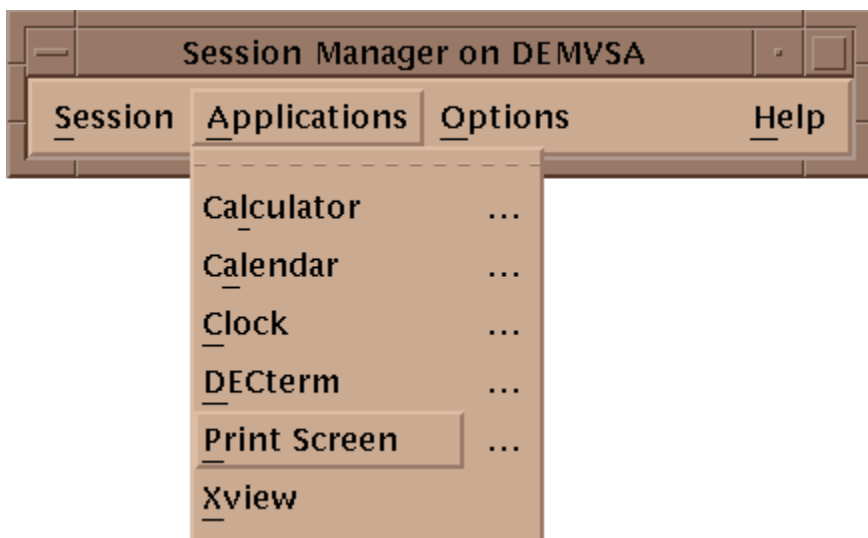 Session Manager on DEMVSA
Session Applications Options Help
Calculator ...
Calendar ...
Clock ...
DECterm ...
Print Screen ...
Xview